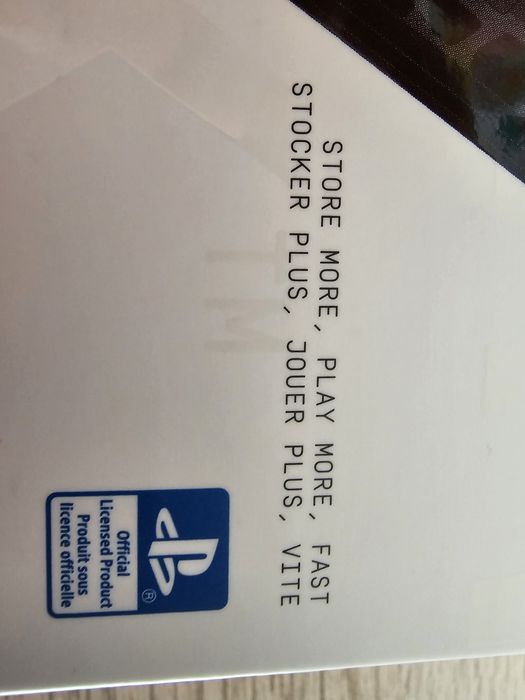 STORE MORE, PLAY MORE, FAST
STOCKER PLUS, JOUER PLUS, VITE
®
Official
Licensed Product
Produit sous
licence officielle